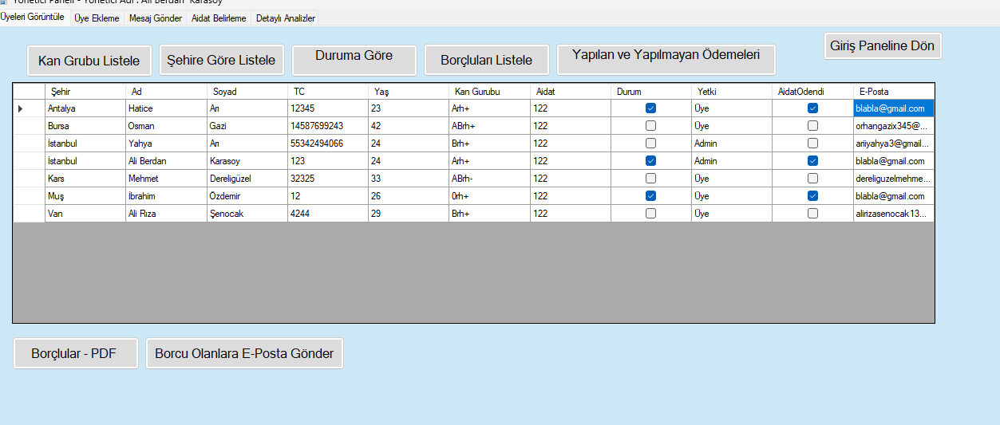 Yönetici Paneli - Yönetici Adı : Ali Berdan Karasoy
Üyeleri Görüntüle Üye Ekleme Mesaj Gönder Aidat Belirleme Detaylı Analizler
Kan Grubu Listele Şehire Göre Listele Duruma Göre Borçluları Listele Yapılan ve Yapılmayan Ödemeleri Giriş Paneline Dön
Şehir Ad Soyad TC Yaş Kan Gurubu Aidat Durum Yetki AidatOdendi E-Posta
Antalya Hatice Arı 12345 23 Arh+ 122 Üye blabla@gmail.com
Bursa Osman Gazi 14587699243 42 ABrh+ 122 Üye orhangazix345@...
İstanbul Yahya Arı 55342494066 24 Brh+ 122 Admin ariiyahya3@gmail...
İstanbul Ali Berdan Karasoy 123 24 Arh+ 122 Admin blabla@gmail.com
Kars Mehmet Dereligüzel 32325 33 ABrh- 122 Üye dereliguzelmehme...
Muş İbrahim Özdemir 12 26 0rh+ 122 Üye blabla@gmail.com
Van Ali Rıza Şenocak 4244 29 Brh+ 122 Üye alirizasenocak13...
Borçlular - PDF Borcu Olanlara E-Posta Gönder